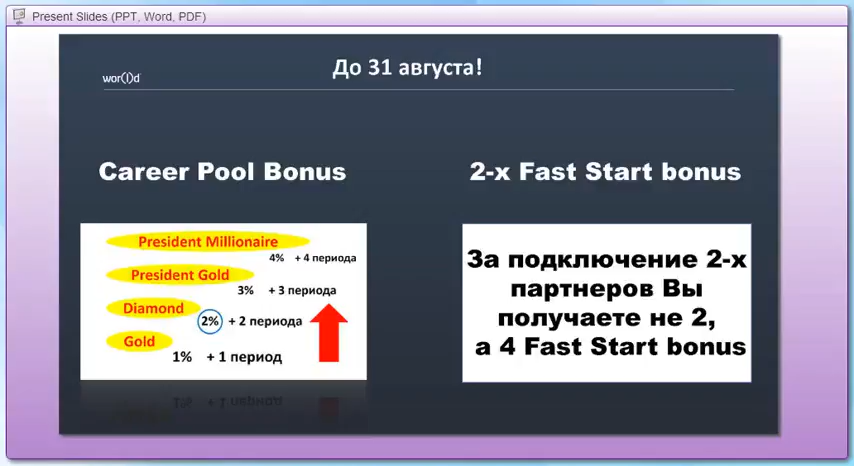 Present Slides (PPT, Word, PDF)
До 31 августа!
wor(l)d
Career Pool Bonus
2-x Fast Start bonus
President Millionaire
4% + 4 периода
President Gold
3% + 3 периода
Diamond
2% + 2 периода
Gold
1% + 1 период
За подключение 2-х
партнеров Вы
получаете не 2,
а 4 Fast Start bonus